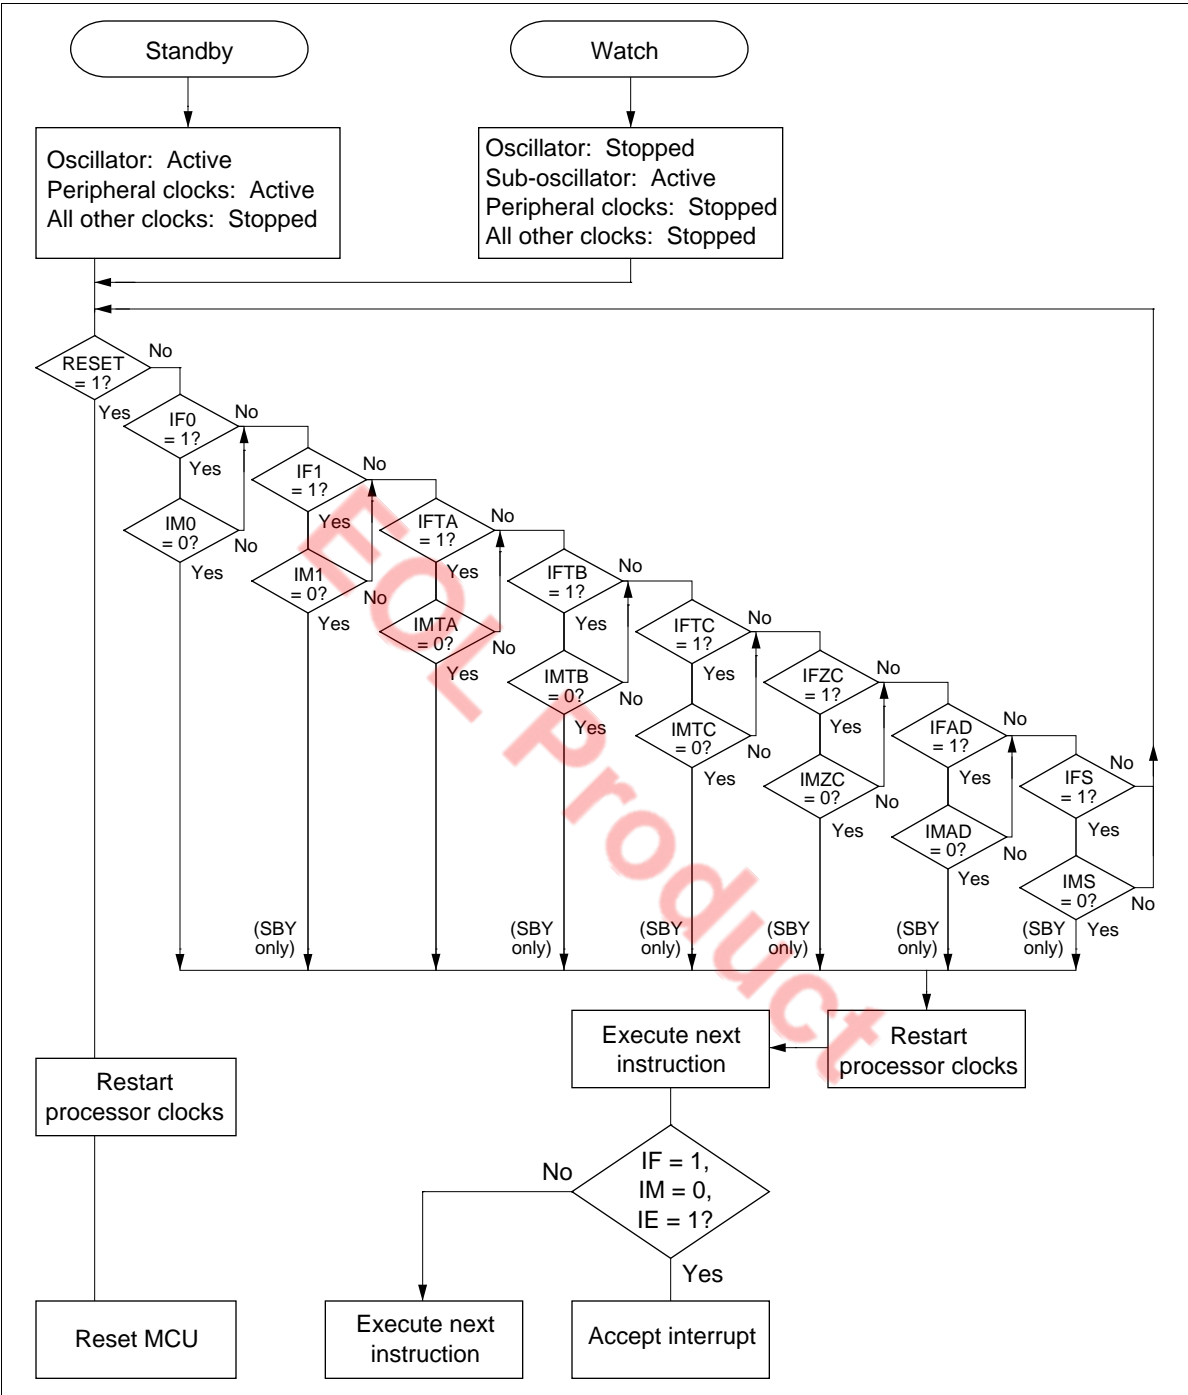 Standby
Watch
Oscillator: Active
Peripheral clocks: Active
All other clocks: Stopped
Oscillator: Stopped
Sub-oscillator: Active
Peripheral clocks: Stopped
All other clocks: Stopped
RESET
= 1?
No
Yes
IF0
= 1?
No
Yes
IM0
= 0?
No
Yes
IF1
= 1?
No
Yes
IM1
= 0?
No
Yes
IFTA
= 1?
No
Yes
IMTA
= 0?
No
Yes
IFTB
= 1?
No
Yes
IMTB
= 0?
No
Yes
IFTC
= 1?
No
Yes
IMTC
= 0?
No
Yes
IFZC
= 1?
No
Yes
IMZC
= 0?
No
Yes
IFAD
= 1?
No
Yes
IMAD
= 0?
No
Yes
IFS
= 1?
No
Yes
IMS
= 0?
No
Yes
(SBY
only)
(SBY
only)
(SBY
only)
(SBY
only)
(SBY
only)
(SBY
only)
EOL Product
Execute next
instruction
Restart
processor clocks
Restart
processor clocks
IF = 1,
IM = 0,
IE = 1?
No
Yes
Reset MCU
Execute next
instruction
Accept interrupt